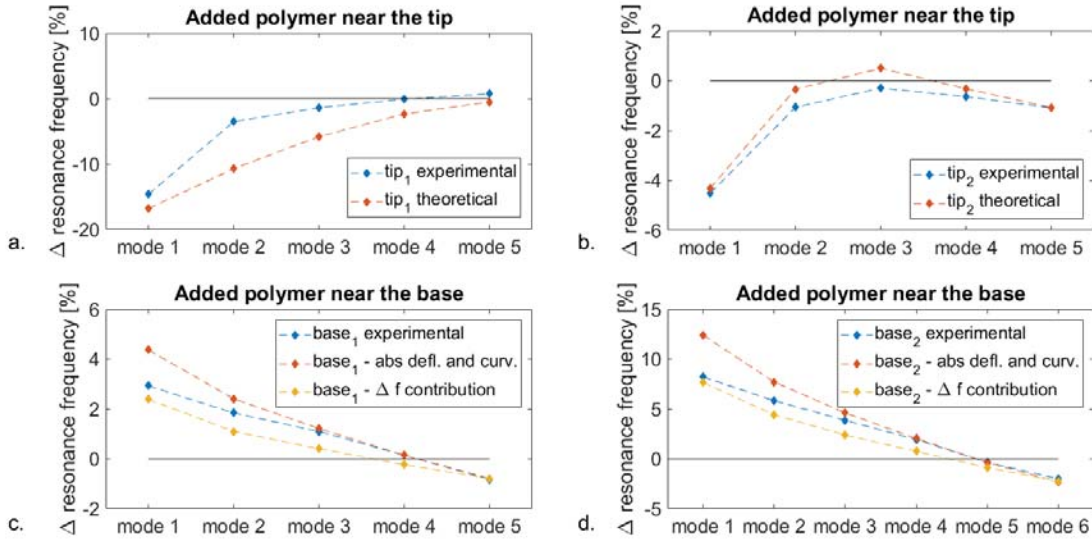 Added polymer near the tip
Δ resonance frequency [%]
10
0
-10
-20
tip1 experimental
tip1 theoretical
mode 1 mode 2 mode 3 mode 4 mode 5
a.
Added polymer near the tip
Δ resonance frequency [%]
2
0
-2
-4
-6
tip2 experimental
tip2 theoretical
mode 1 mode 2 mode 3 mode 4 mode 5
b.
Added polymer near the base
Δ resonance frequency [%]
6
4
2
0
-2
base1 experimental
base1 - abs defl. and curv.
base1 - Δ f contribution
mode 1 mode 2 mode 3 mode 4 mode 5
c.
Added polymer near the base
Δ resonance frequency [%]
15
10
5
0
-5
base2 experimental
base2 - abs defl. and curv.
base2 - Δ f contribution
mode 1 mode 2 mode 3 mode 4 mode 5 mode 6
d.